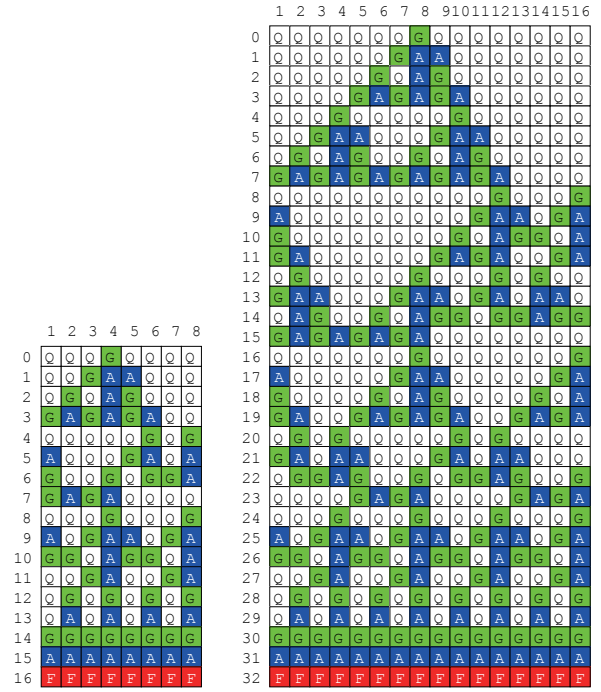 1 2 3 4 5 6 7 8
0 Q Q Q G Q Q Q Q
1 Q Q G A A Q Q Q
2 Q G Q A G Q Q Q
3 G A G A G A Q Q
4 Q Q Q Q Q G Q G
5 A Q Q Q G A Q A
6 G Q Q G Q G G A
7 G A G A Q Q Q Q
8 Q Q Q G Q Q Q G
9 A Q G A A Q G A
10 G G Q A G G Q A
11 Q Q G A Q Q G A
12 Q G Q G Q G Q G
13 Q A Q A Q A Q A
14 G G G G G G G G
15 A A A A A A A A
16 F F F F F F F F
1 2 3 4 5 6 7 8 9 10 11 12 13 14 15 16
0 Q Q Q Q Q Q Q G Q Q Q Q Q Q Q Q
1 Q Q Q Q Q Q G A A Q Q Q Q Q Q Q
2 Q Q Q Q Q G Q A G Q Q Q Q Q Q Q
3 Q Q Q Q G A G A G A Q Q Q Q Q Q
4 Q Q Q G Q Q Q Q Q G Q Q Q Q Q Q
5 Q Q G A A Q Q Q G A A Q Q Q Q Q
6 Q G Q A G Q Q G Q A G Q Q Q Q Q
7 G A G A G A G A G A G A Q Q Q Q
8 Q Q Q Q Q Q Q Q Q Q Q G Q Q Q G
9 A Q Q Q Q Q Q Q Q Q G A A Q G A
10 G Q Q Q Q Q Q Q Q G Q A G G Q A
11 G A Q Q Q Q Q Q G A G A Q Q G A
12 Q G Q Q Q Q Q G Q Q Q G Q G Q Q
13 G A A Q Q Q G A A Q G A Q A A Q
14 Q A G Q Q G Q A G G Q G G A G G
15 G A G A G A G A Q Q Q Q Q Q Q Q
16 Q Q Q Q Q Q Q G Q Q Q Q Q Q Q G
17 A Q Q Q Q Q G A A Q Q Q Q Q G A
18 G Q Q Q Q G Q A G Q Q Q Q G Q A
19 G A Q Q G A G A G A Q Q G A G A
20 Q G Q G Q Q Q Q Q G Q G Q Q Q Q
21 G A Q A A Q Q Q G A Q A A Q Q Q
22 Q G G A G Q Q G Q G G A G Q Q G
23 Q Q Q Q G A G A Q Q Q Q G A G A
24 Q Q Q G Q Q Q G Q Q Q G Q Q Q G
25 A Q G A A Q G A A Q G A A Q G A
26 G G Q A G G Q A G G Q A G G Q A
27 Q Q G A Q Q G A Q Q G A Q Q G A
28 Q G Q G Q G Q G Q G Q G Q G Q G
29 Q A Q A Q A Q A Q A Q A Q A Q A
30 G G G G G G G G G G G G G G G G
31 A A A A A A A A A A A A A A A A
32 F F F F F F F F F F F F F F F F